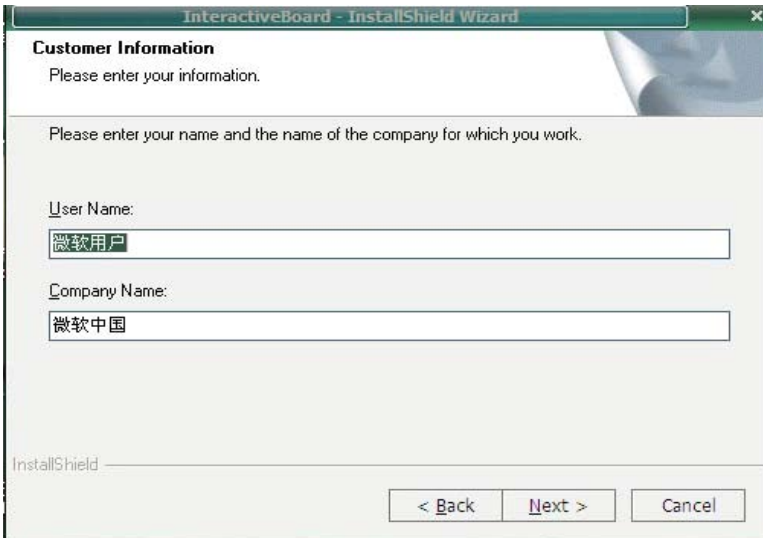 InteractiveBoard - InstallShield Wizard
Customer Information
Please enter your information.
Please enter your name and the name of the company for which you work.
User Name:
微软用户
Company Name:
微软中国
InstallShield
< Back Next > Cancel